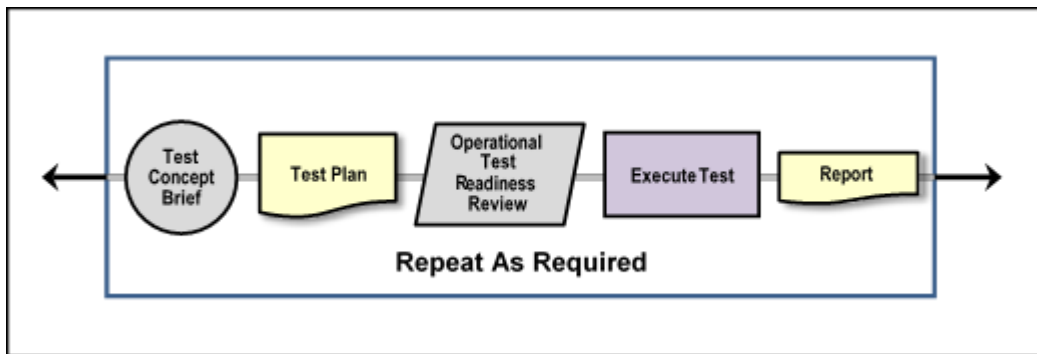 Test
Concept
Brief
Test Plan
Operational
Test
Readiness
Review
Execute Test
Report
Repeat As Required